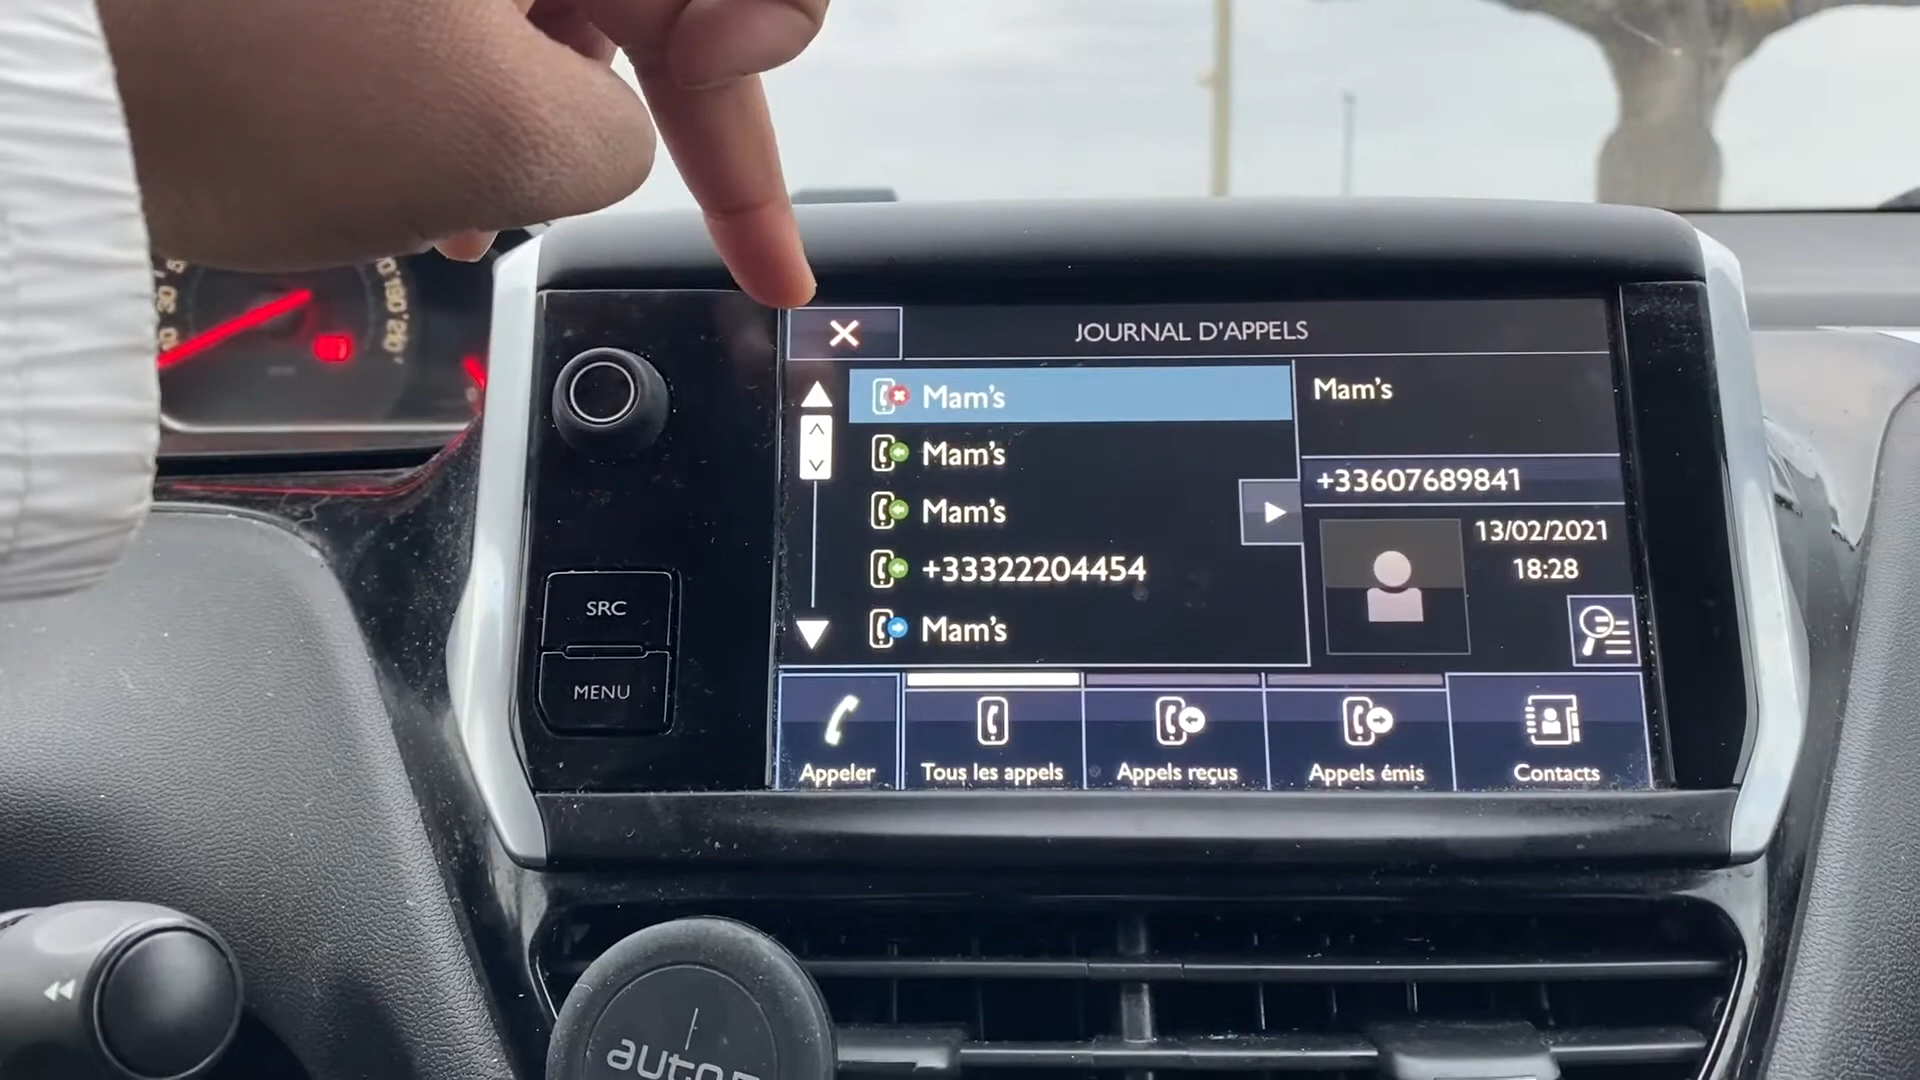 JOURNAL D'APPELS
Mam's
Mam's
Mam's
+33322204454
Mam's
Mam's
+33607689841
13/02/2021
18:28
SRC
MENU
Appeler
Tous les appels
Appels reçus
Appels émis
Contacts